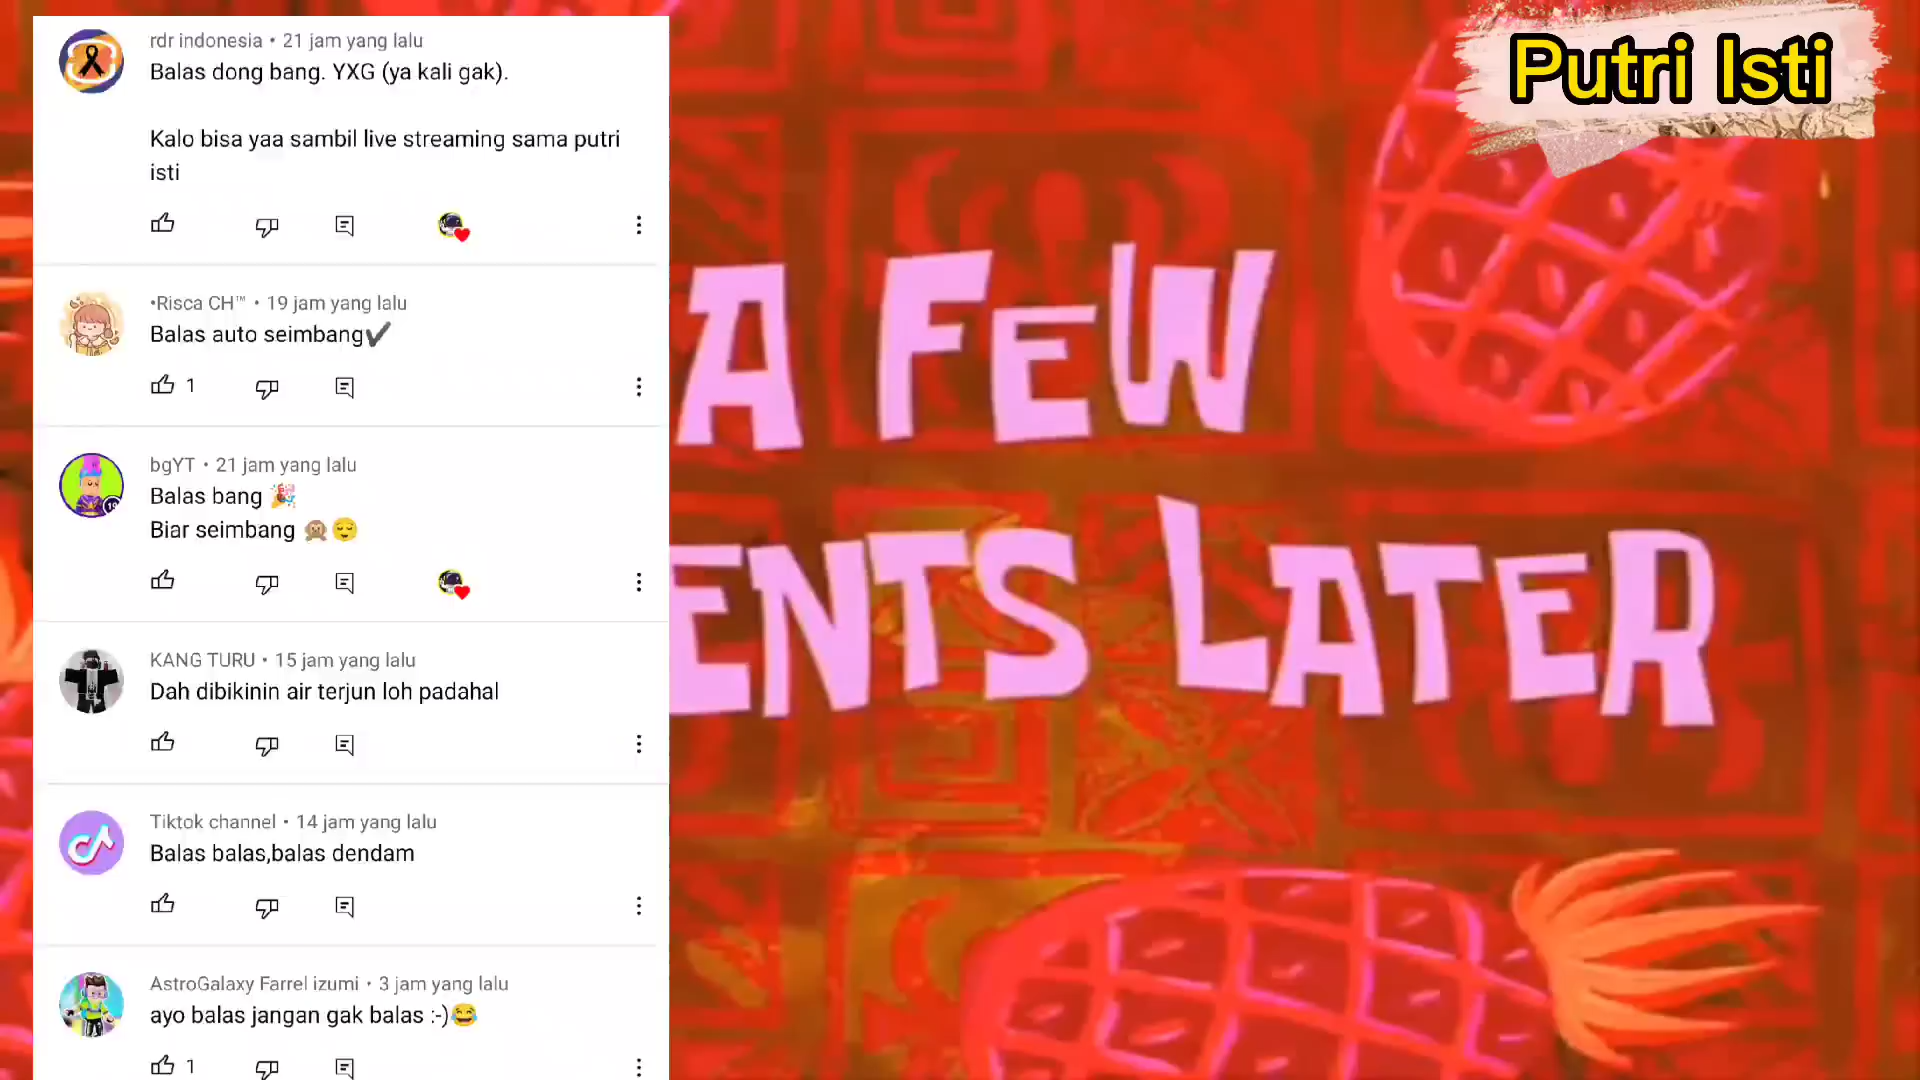 rdr indonesia • 21 jam yang lalu
Balas dong bang. YXG (ya kali gak).
Kalo bisa yaa sambil live streaming sama putri
isti
•Risca CH™ • 19 jam yang lalu
Balas auto seimbang✔
1
bgYT • 21 jam yang lalu
Balas bang 🎉
Biar seimbang 🙊😌
KANG TURU • 15 jam yang lalu
Dah dibikinin air terjun loh padahal
Tiktok channel • 14 jam yang lalu
Balas balas,balas dendam
AstroGalaxy Farrel izumi • 3 jam yang lalu
ayo balas jangan gak balas :-)😂
1
Putri Isti
A FEW
ENTS LATER